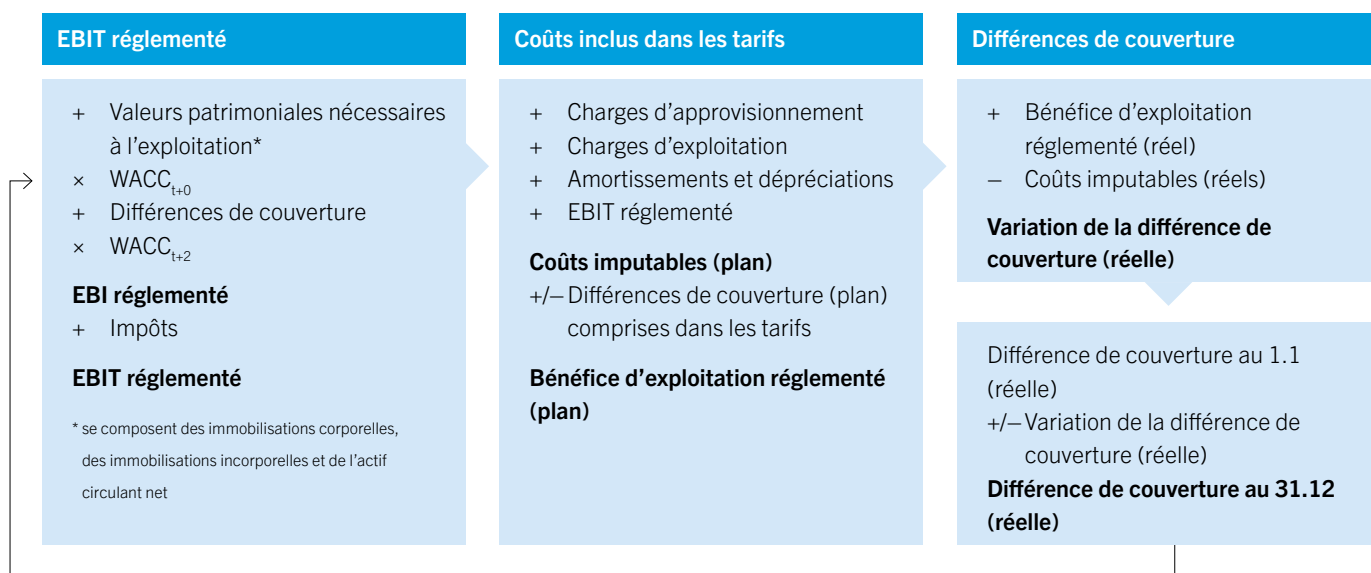 EBIT réglementé
+ Valeurs patrimoniales nécessaires
à l'exploitation*
× WACCt+0
+ Différences de couverture
× WACCt+2
EBI réglementé
+ Impôts
EBIT réglementé
* se composent des immobilisations corporelles,
des immobilisations incorporelles et de l'actif
circulant net
Coûts inclus dans les tarifs
+ Charges d'approvisionnement
+ Charges d'exploitation
+ Amortissements et dépréciations
+ EBIT réglementé
Coûts imputables (plan)
+/– Différences de couverture (plan)
comprises dans les tarifs
Bénéfice d'exploitation réglementé
(plan)
Différences de couverture
+ Bénéfice d'exploitation
réglementé (réel)
– Coûts imputables (réels)
Variation de la différence de
couverture (réelle)
Différence de couverture au 1.1
(réelle)
+/– Variation de la différence de
couverture (réelle)
Différence de couverture au 31.12
(réelle)